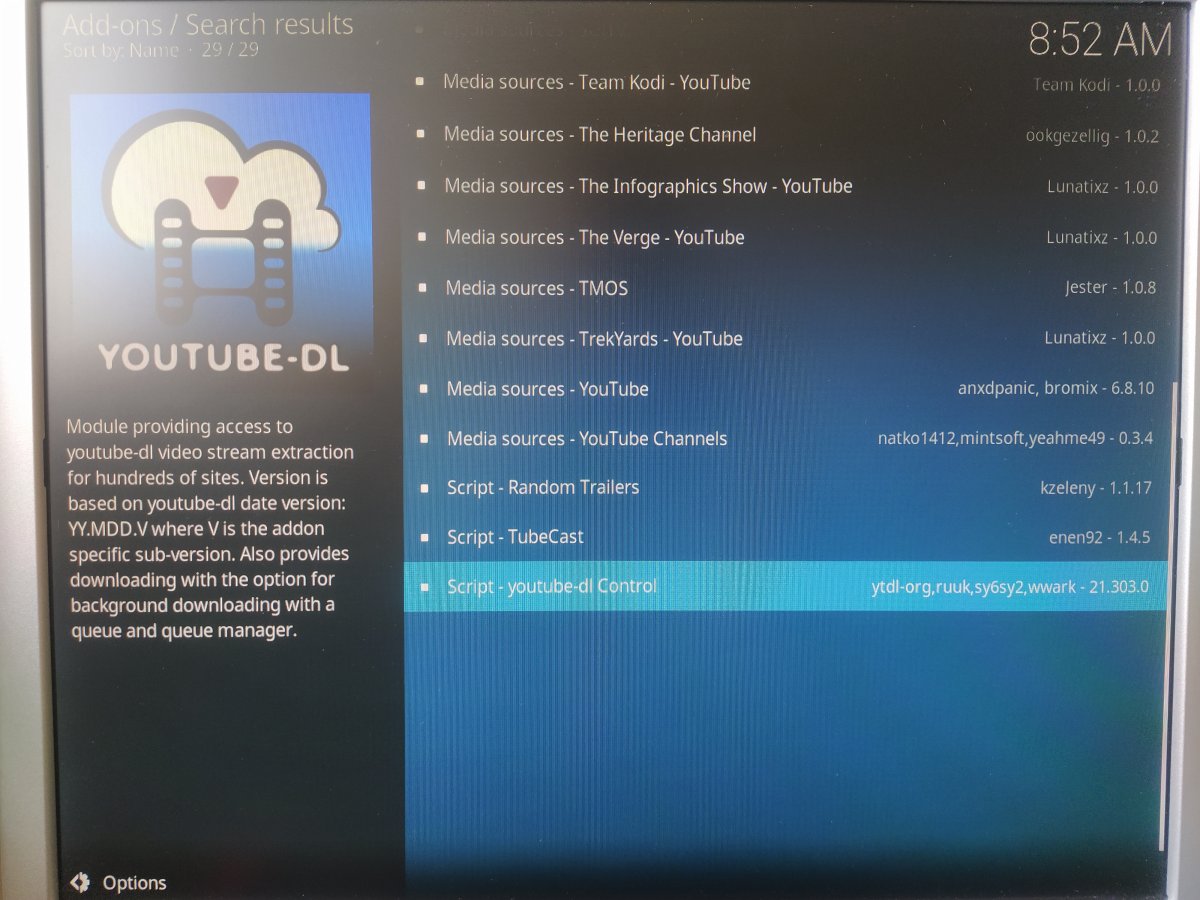 Add-ons / Search results
Sort by: Name · 29 / 29
8:52 AM
Media sources - Team Kodi - YouTube Team Kodi - 1.0.0
Media sources - The Heritage Channel ookgezellig - 1.0.2
Media sources - The Infographics Show - YouTube Lunatixz - 1.0.0
Media sources - The Verge - YouTube Lunatixz - 1.0.0
Media sources - TMOS Jester - 1.0.8
Media sources - TrekYards - YouTube Lunatixz - 1.0.0
Media sources - YouTube anxdpanic, bromix - 6.8.10
Media sources - YouTube Channels natko1412,mintsoft,yeahme49 - 0.3.4
Script - Random Trailers kzeleny - 1.1.17
Script - TubeCast enen92 - 1.4.5
Script - youtube-dl Control ytdl-org,ruuk,sy6sy2,wwark - 21.303.0
YOUTUBE-DL
Module providing access to
youtube-dl video stream extraction
for hundreds of sites. Version is
based on youtube-dl date version:
YY.MDD.V where V is the addon
specific sub-version. Also provides
downloading with the option for
background downloading with a
queue and queue manager.
Options